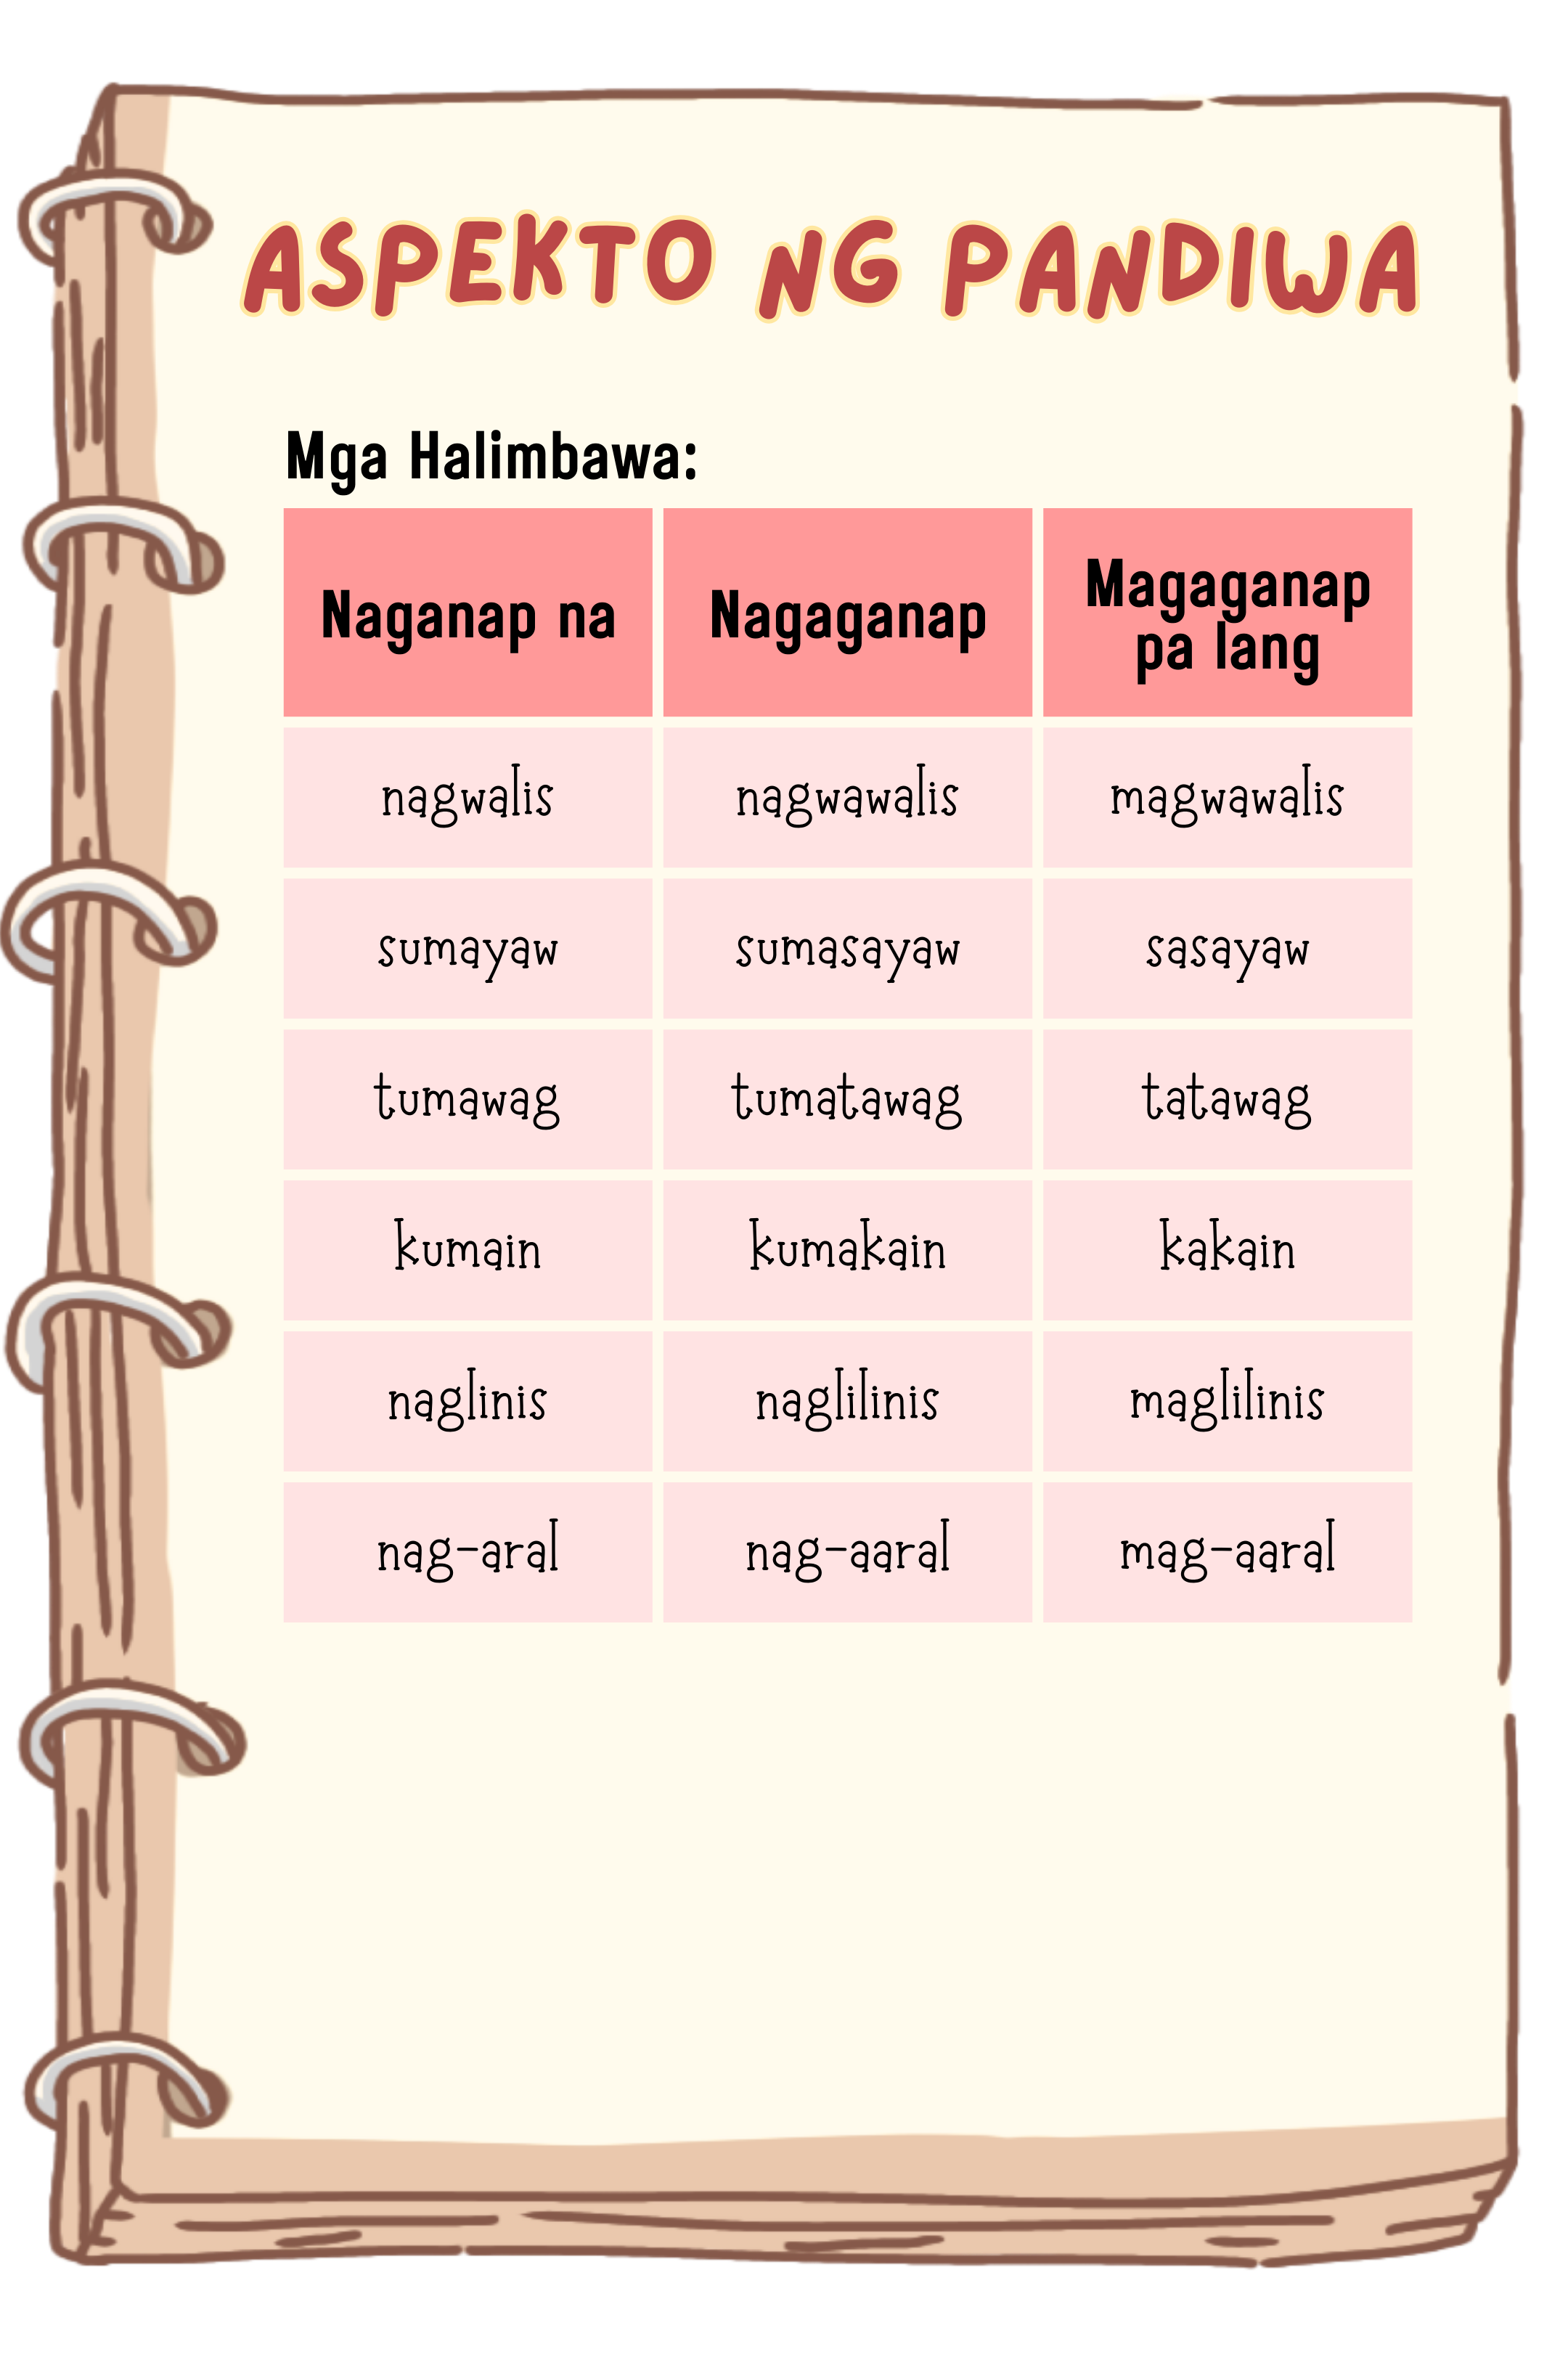 ASPEKTO NG PANDIWA
Mga Halimbawa:
Naganap na
Nagaganap
Magaganap
pa lang
nagwalis
nagwawalis
magwawalis
sumayaw
sumasayaw
sasayaw
tumawag
tumatawag
tatawag
kumain
kumakain
kakain
naglinis
naglilinis
maglilinis
nag-aral
nag-aaral
mag-aaral